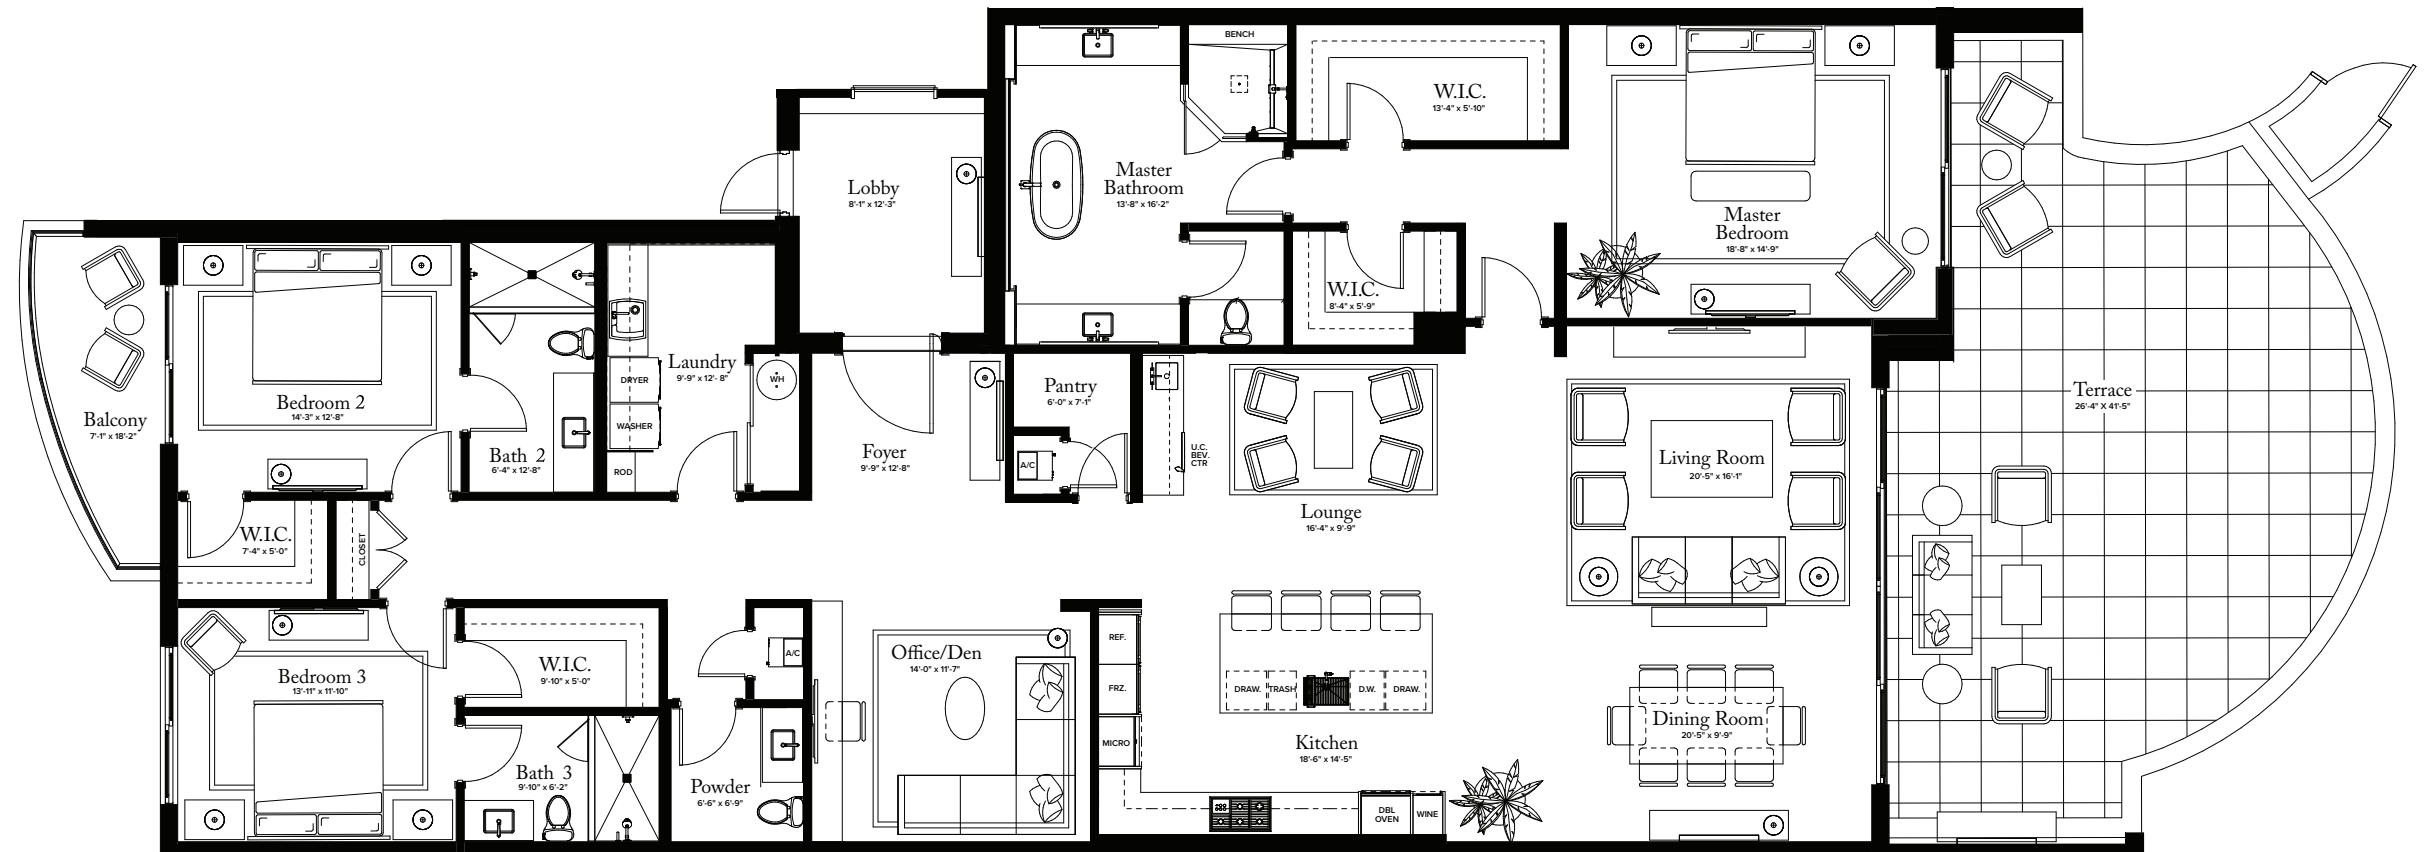 BENCH
W.I.C.
13'-4" x 5'-10"
Master
Bathroom
13'-8" x 16'-2"
Lobby
8'-1" x 12'-3"
Master
Bedroom
18'-8" x 14'-9"
W.I.C.
8'-4" x 5'-9"
Balcony
7'-1" x 18'-2"
Bedroom 2
14'-3" x 12'-8"
Bath 2
6'-4" x 12'-8"
Laundry
9'-9" x 12'- 8"
DRYER
WASHER
ROD
WH
Foyer
9'-9" x 12'-8"
Pantry
6'-0" x 7'-1"
A/C
U.C.
BEV.
CTR
Lounge
16'-4" x 9'-9"
Living Room
20'-5" x 16'-1"
Terrace
26'-4" X 41'-5"
W.I.C.
7'-4" x 5'-0"
CLOSET
Bedroom 3
13'-11" x 11'-10"
W.I.C.
9'-10" x 5'-0"
A/C
Office/Den
14'-0" x 11'-7"
REF.
FRZ.
MICRO
DRAW.
TRASH
D.W.
DRAW.
Kitchen
18'-6" x 14'-5"
Dining Room
20'-5" x 9'-9"
Bath 3
9'-10" x 6'-2"
Powder
6'-6" x 6'-9"
DBL
OVEN
WINE